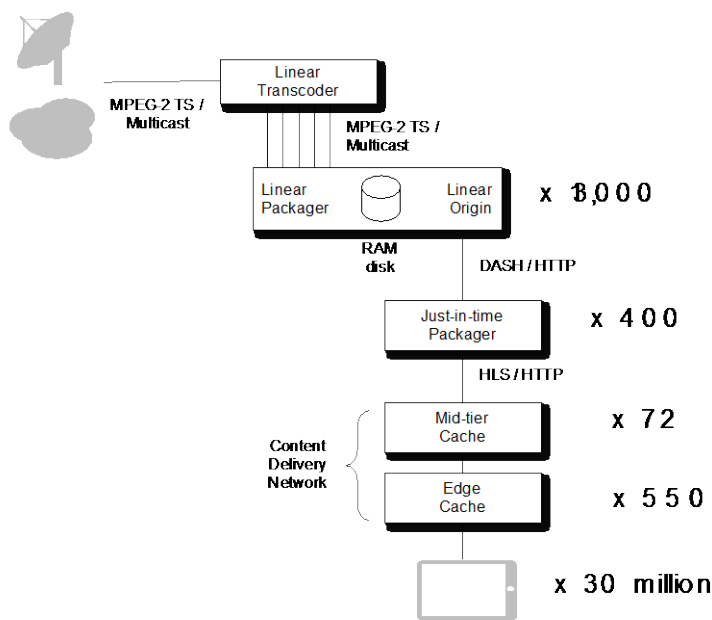 Linear
Transcoder
MPEG-2 TS /
Multicast
MPEG-2 TS /
Multicast
Linear
Packager
Linear
Origin
RAM
disk
DASH / HTTP
Just-in-time
Packager
x 400
HLS / HTTP
Mid-tier
Cache
x 72
Content
Delivery
Network
Edge
Cache
x 550
x 30 million